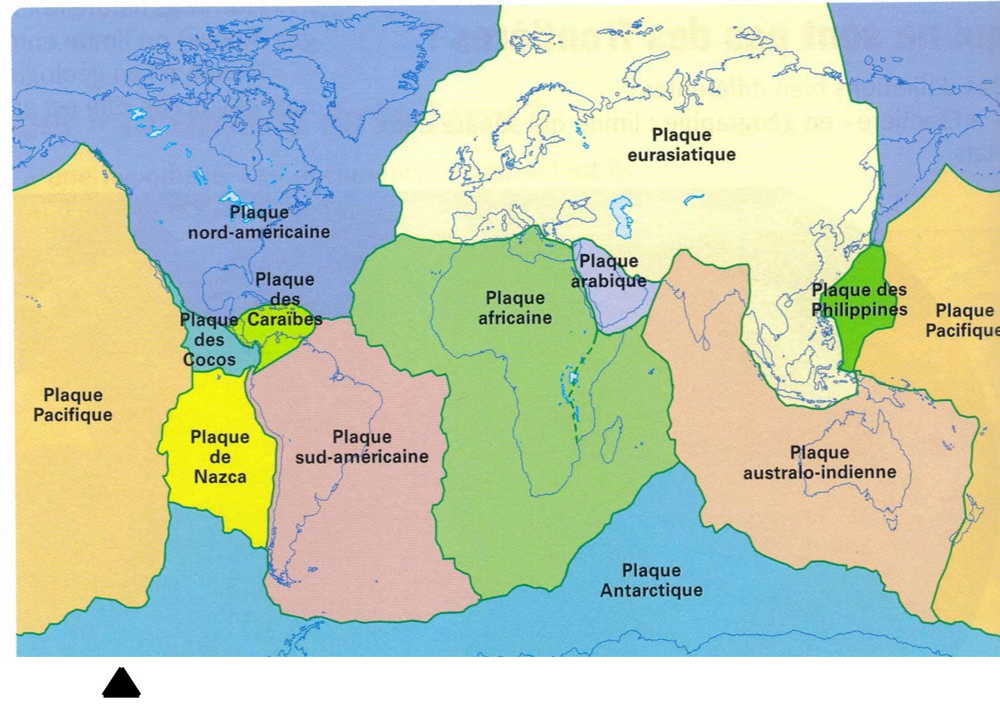 Plaque
eurasiatique
Plaque
nord-américaine
Plaque
des
Caraïbes
Plaque
arabique
Plaque
africaine
Plaque des
Philippines
Plaque
Pacifique
Plaque
des
Cocos
Plaque
Pacifique
Plaque
de
Nazca
Plaque
sud-américaine
Plaque
australo-indienne
Plaque
Antarctique